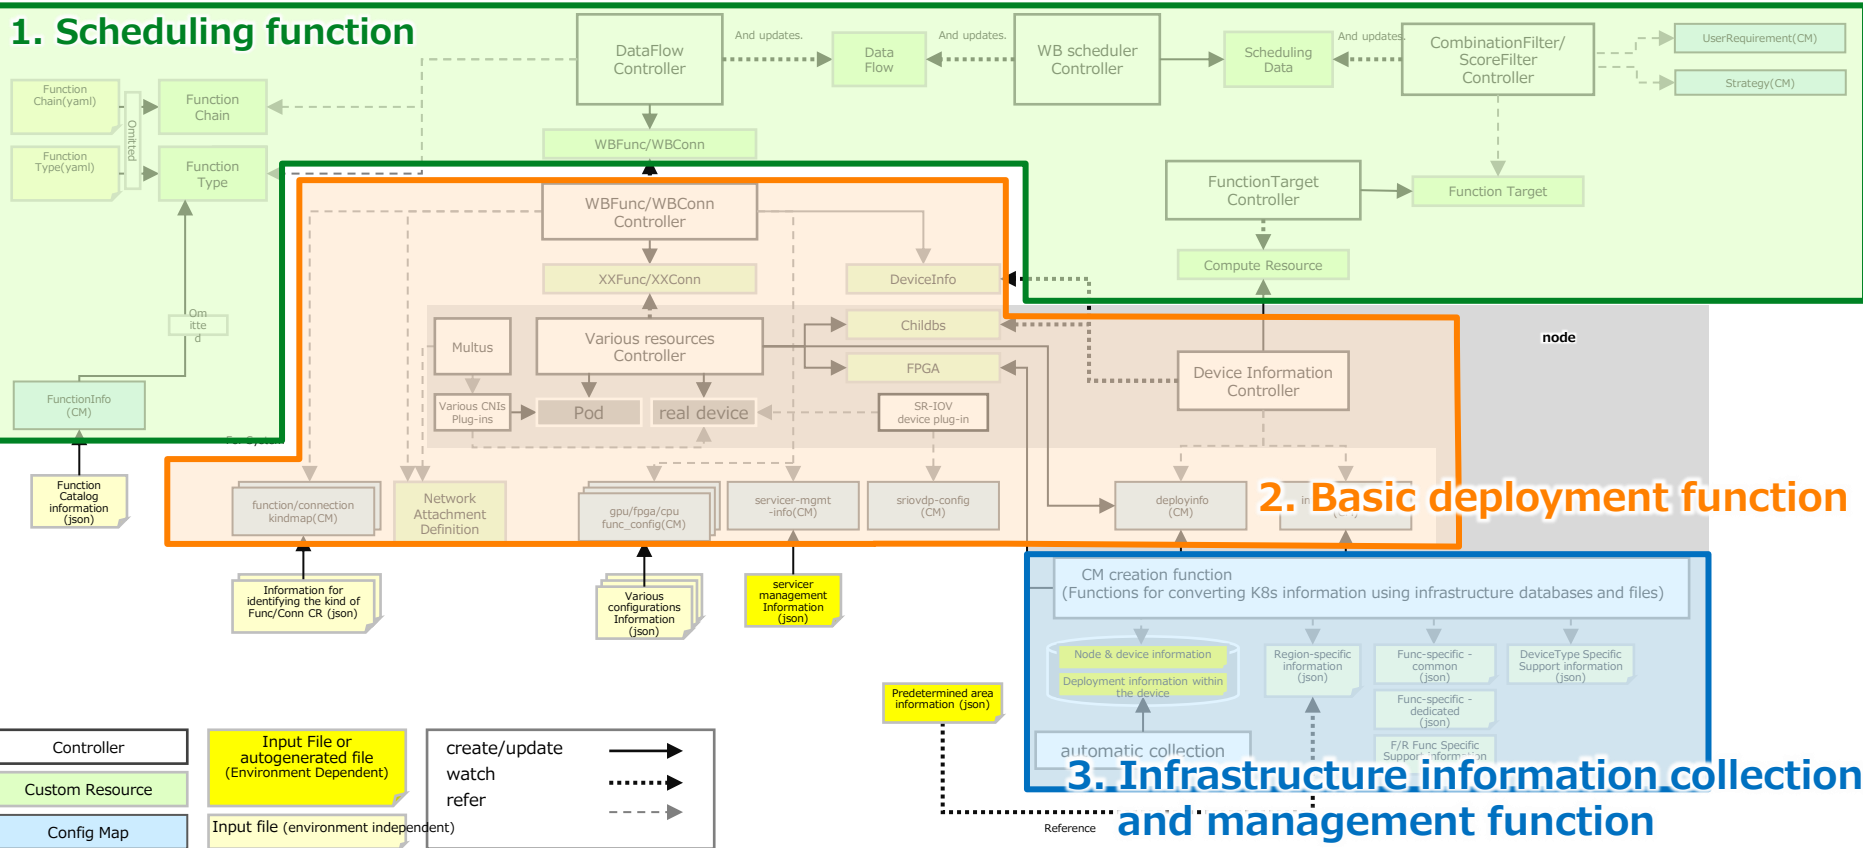 1. Scheduling function
DataFlow
Controller
And updates.
Data
Flow
And updates.
WB scheduler
Controller
Scheduling
Data
And updates.
CombinationFilter/
ScoreFilter
Controller
UserRequirement(CM)
Strategy(CM)
Function
Chain(yaml)
Omitted
Function
Chain
Function
Type(yaml)
Function
Type
WBFunc/WBConn
WBFunc/WBConn
Controller
FunctionTarget
Controller
Function Target
Compute Resource
XXFunc/XXConn
DeviceInfo
Om
itte
d
Multus
Various resources
Controller
Childbs
FPGA
node
Device Information
Controller
FunctionInfo
(CM)
Various CNIs
Plug-ins
Pod
real device
SR-IOV
device plug-in
For System
Function
Catalog
information
(json)
function/connection
kindmap(CM)
Network
Attachment
Definition
gpu/fpga/cpu
func_config(CM)
servicer-mgmt
-info(CM)
sriovdp-config
(CM)
deployinfo
(CM)
2. Basic deployment function
Information for
identifying the kind of
Func/Conn CR (json)
Various
configurations
Information
(json)
servicer
management
Information
(json)
CM creation function
(Functions for converting K8s information using infrastructure databases and files)
Node & device information
Deployment information within
the device
Region-specific
information
(json)
Func-specific -
common
(json)
DeviceType Specific
Support information
(json)
Func-specific -
dedicated
(json)
F/R Func Specific
Support information
Predetermined area
information (json)
automatic collection
3. Infrastructure information collection
and management function
Reference
Controller
Custom Resource
Config Map
Input File or
autogenerated file
(Environment Dependent)
Input file (environment independent)
create/update
watch
refer